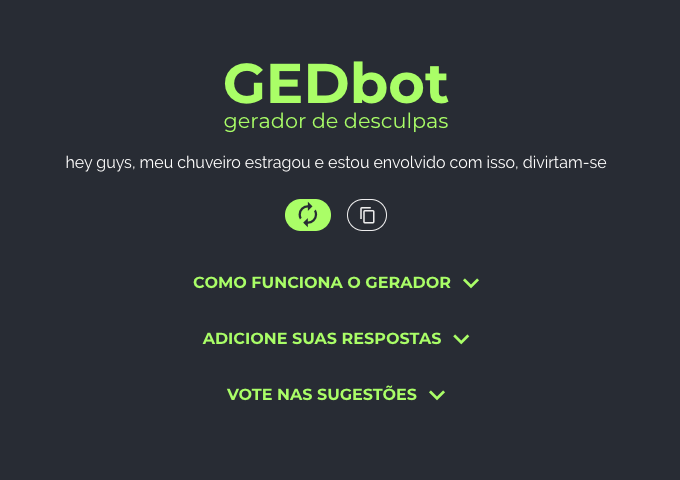 GEDbot
gerador de desculpas
hey guys, meu chuveiro estragou e estou envolvido com isso, divirtam-se
COMO FUNCIONA O GERADOR
ADICIONE SUAS RESPOSTAS
VOTE NAS SUGESTÕES